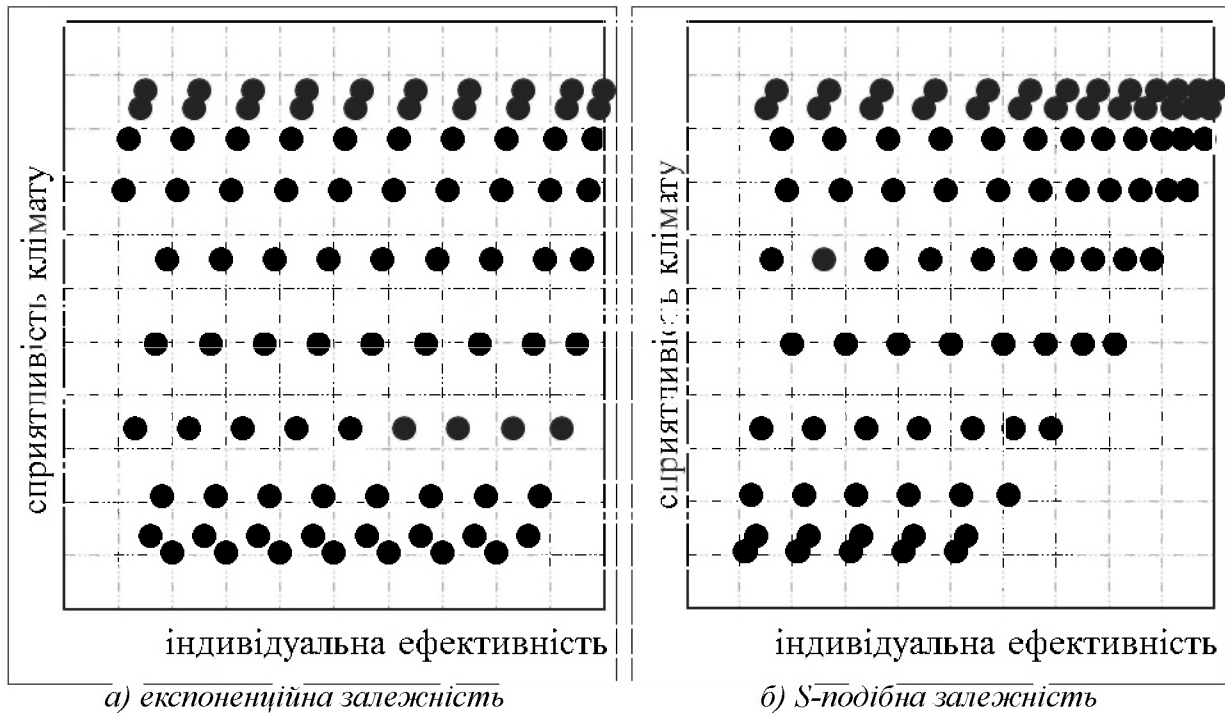 сприятливість клімату
індивідуальна ефективність
а) експоненційна залежність
сприятливість клімату
індивідуальна ефективність
б) S-подібна залежність